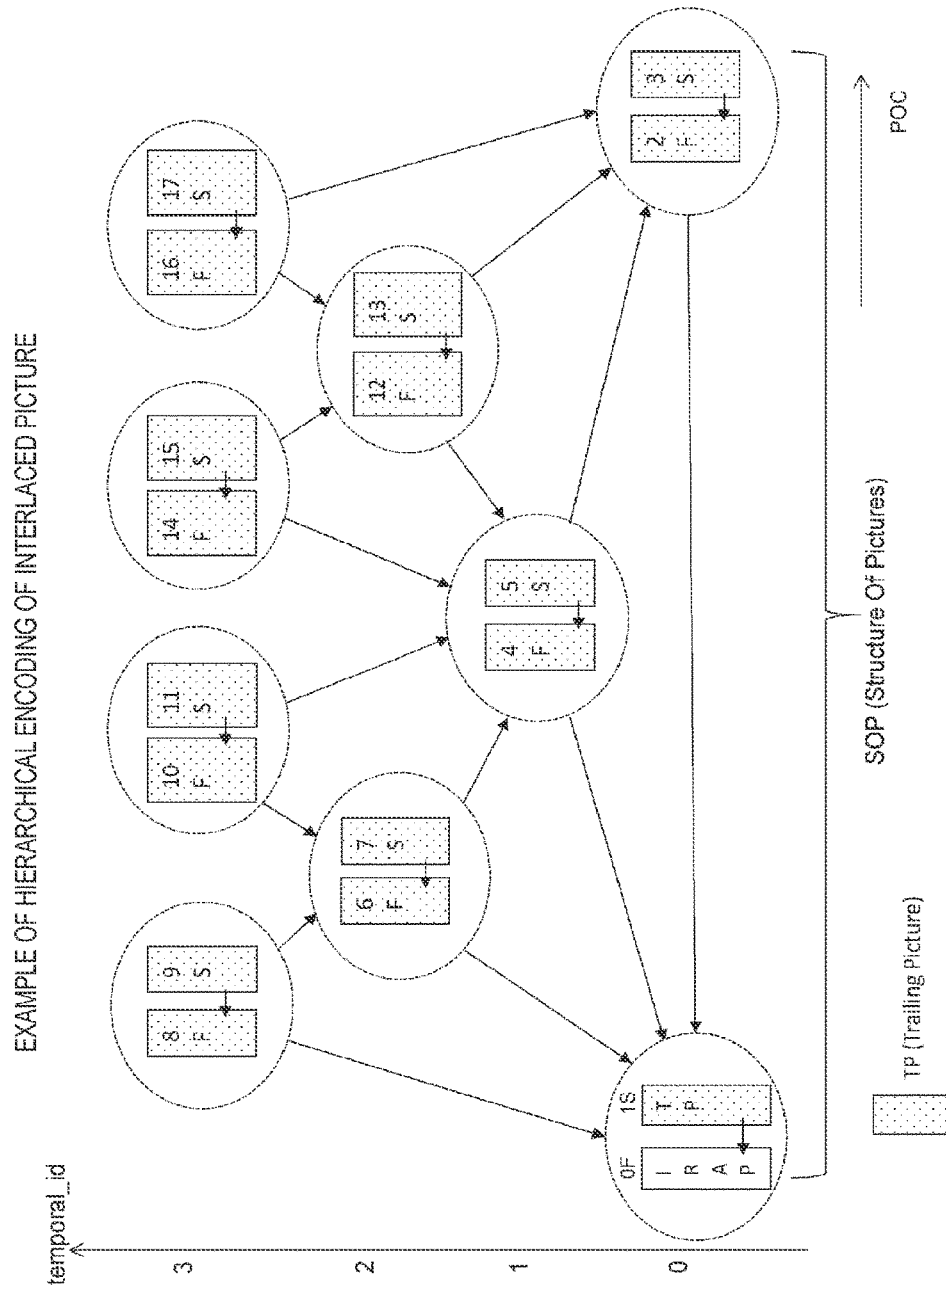 EXAMPLE OF HIERARCHICAL ENCODING OF INTERLACED PICTURE
temporal_id
3
8 9
F S
10 11
F S
14 15
F S
16 17
F S
2
6 7
F S
12 13
F S
1
4 5
F S
0
0F 1S
I T
R P
A
P
2 3
F S
SOP (Structure Of Pictures)
POC
TP (Trailing Picture)